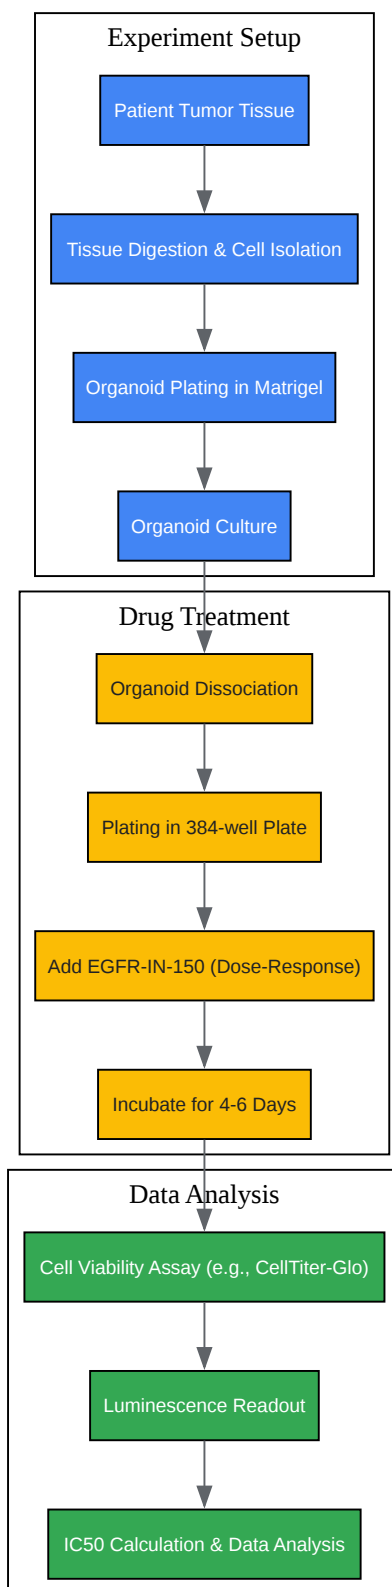 Experiment Setup
Patient Tumor Tissue
Tissue Digestion & Cell Isolation
Organoid Plating in Matrigel
Organoid Culture
Drug Treatment
Organoid Dissociation
Plating in 384-well Plate
Add EGFR-IN-150 (Dose-Response)
Incubate for 4-6 Days
Data Analysis
Cell Viability Assay (e.g., CellTiter-Glo)
Luminescence Readout
IC50 Calculation & Data Analysis